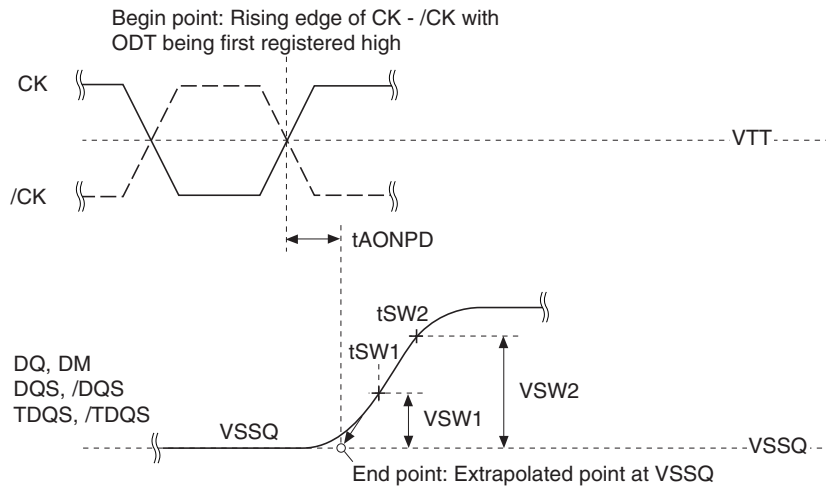 Begin point: Rising edge of CK - /CK with
ODT being first registered high
CK
VTT
/CK
tAONPD
tSW2
tSW1
DQ, DM
DQS, /DQS
TDQS, /TDQS
VSW2
VSW1
VSSQ
VSSQ
End point: Extrapolated point at VSSQ